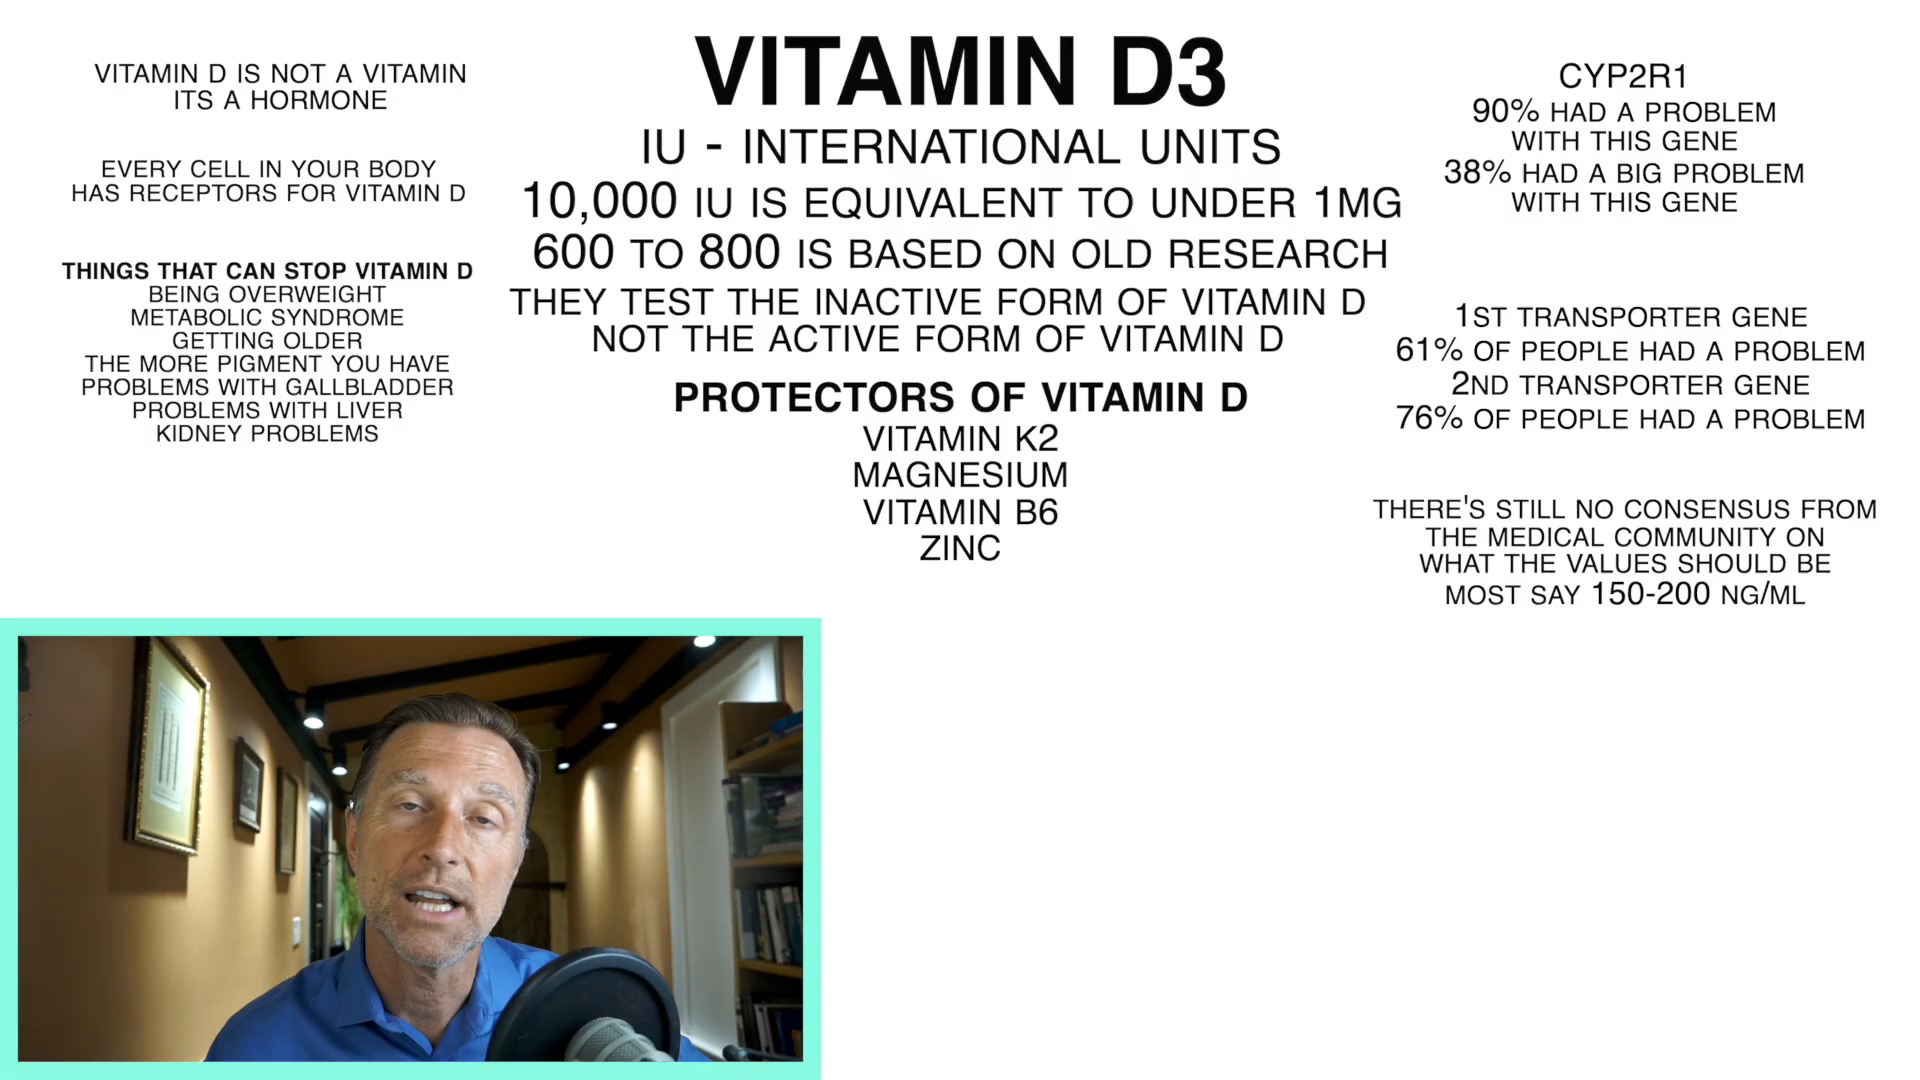 VITAMIN D IS NOT A VITAMIN
ITS A HORMONE
EVERY CELL IN YOUR BODY
HAS RECEPTORS FOR VITAMIN D
THINGS THAT CAN STOP VITAMIN D
BEING OVERWEIGHT
METABOLIC SYNDROME
GETTING OLDER
THE MORE PIGMENT YOU HAVE
PROBLEMS WITH GALLBLADDER
PROBLEMS WITH LIVER
KIDNEY PROBLEMS
VITAMIN D3
IU - INTERNATIONAL UNITS
10,000 IU IS EQUIVALENT TO UNDER 1MG
600 TO 800 IS BASED ON OLD RESEARCH
THEY TEST THE INACTIVE FORM OF VITAMIN D
NOT THE ACTIVE FORM OF VITAMIN D
PROTECTORS OF VITAMIN D
VITAMIN K2
MAGNESIUM
VITAMIN B6
ZINC
CYP2R1
90% HAD A PROBLEM
WITH THIS GENE
38% HAD A BIG PROBLEM
WITH THIS GENE
1ST TRANSPORTER GENE
61% OF PEOPLE HAD A PROBLEM
2ND TRANSPORTER GENE
76% OF PEOPLE HAD A PROBLEM
THERE'S STILL NO CONSENSUS FROM
THE MEDICAL COMMUNITY ON
WHAT THE VALUES SHOULD BE
MOST SAY 150-200 NG/ML